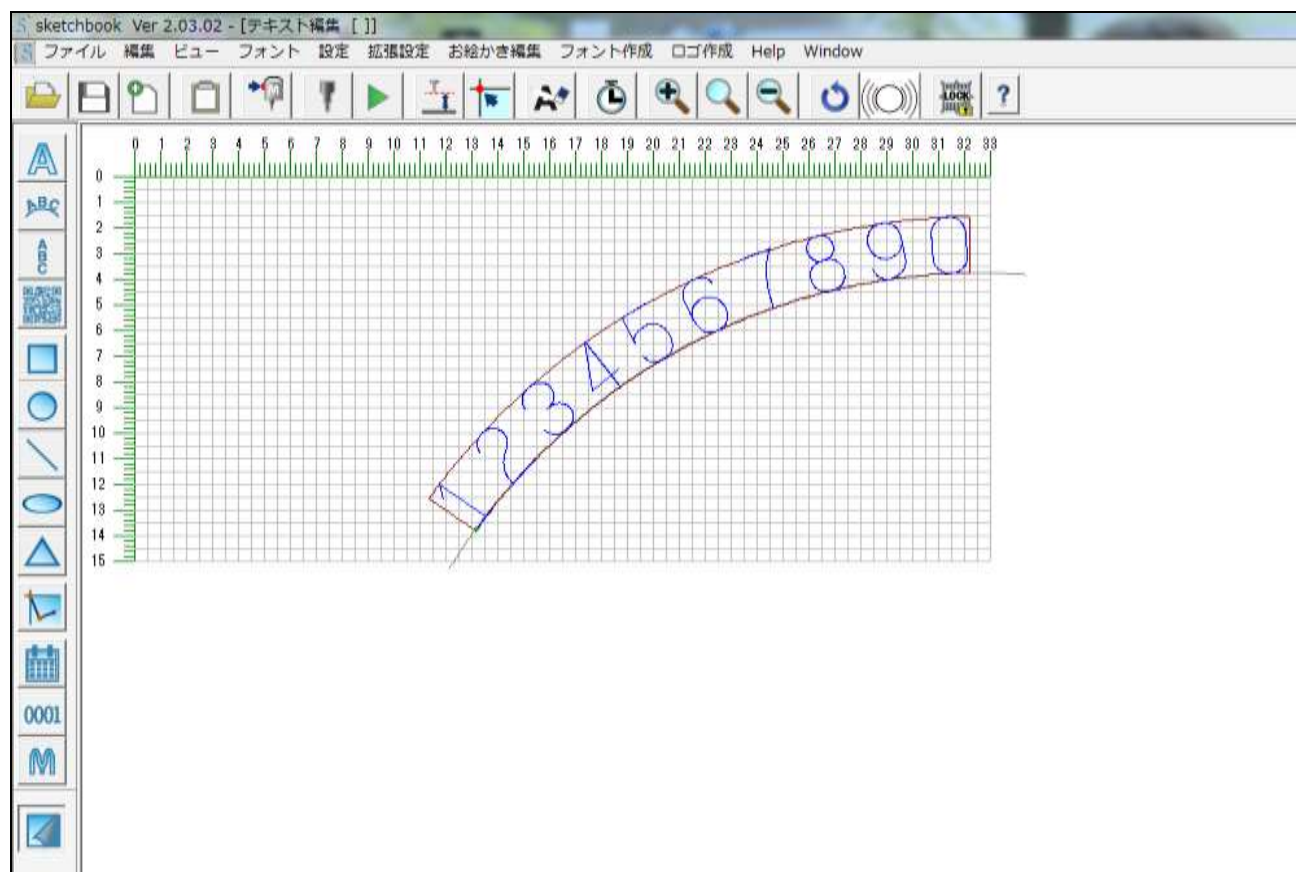 sketchbook Ver 2.03.02 - [テキスト編集 [ ]]
ファイル 編集 ビュー フォント 設定 拡張設定 お絵かき編集 フォント作成 ロゴ作成 Help Window
LOCK ?
0 1 2 3 4 5 6 7 8 9 10 11 12 13 14 15 16 17 18 19 20 21 22 23 24 25 26 27 28 29 30 31 32 33
A
ABC
A
B
C
0
1
2
3
4
5
6
7
8
9
10
11
12
13
14
15
1234567890
0001
M